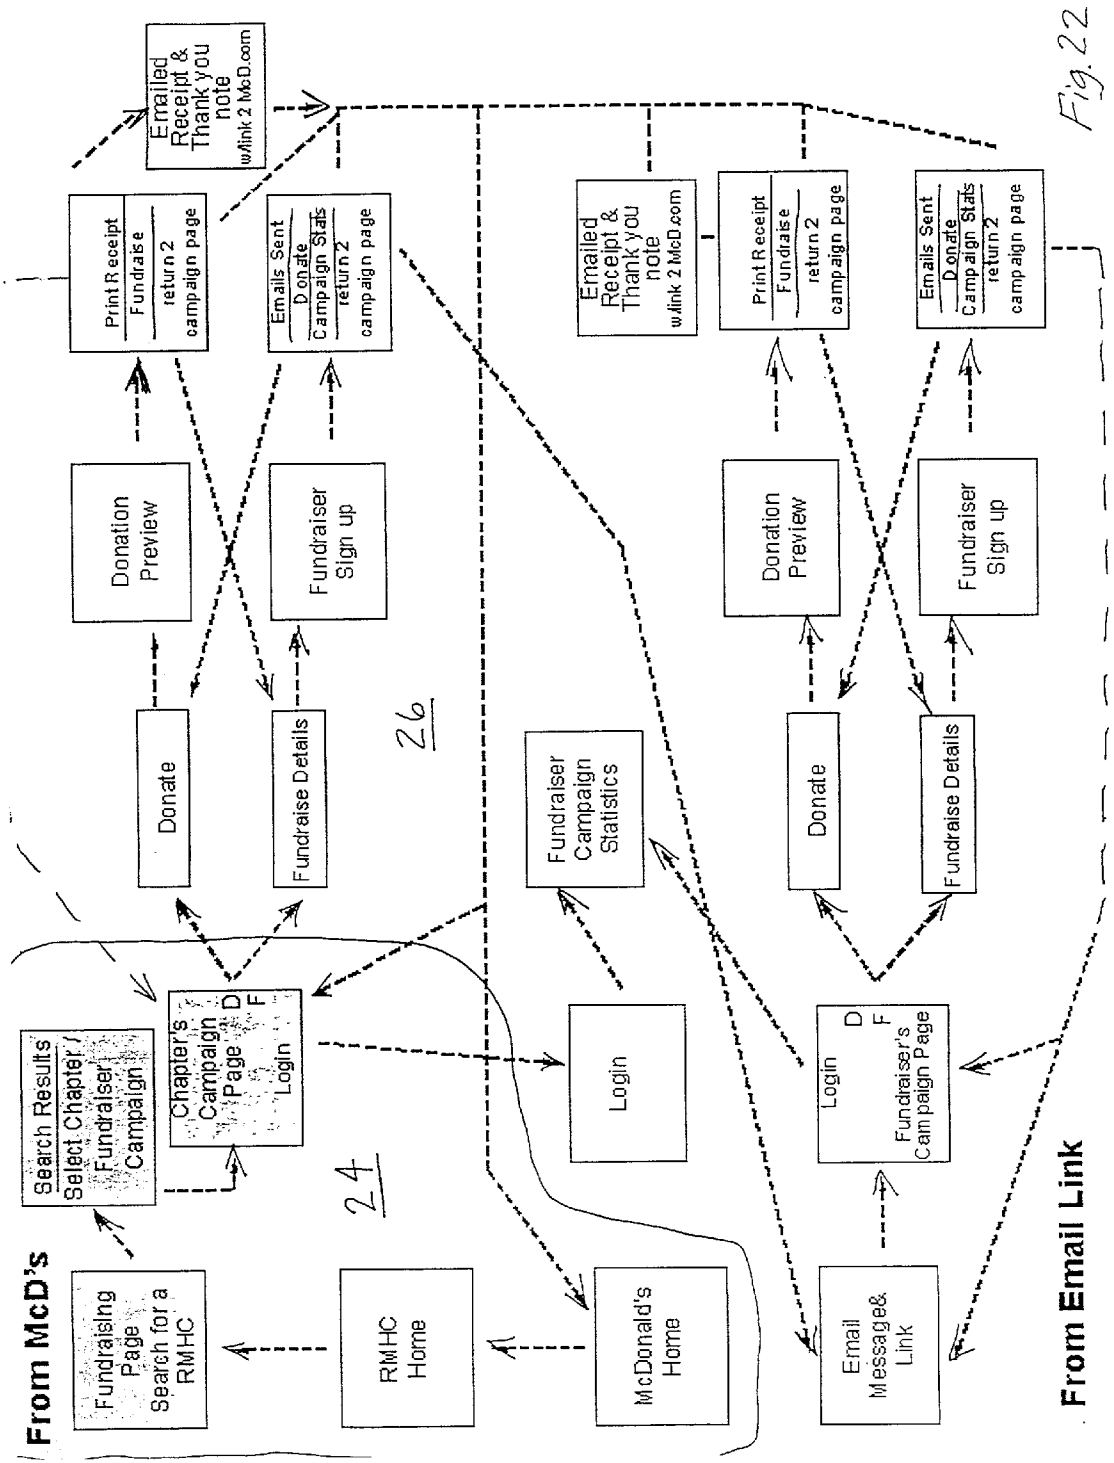 From McD's
Fundraising
Page
Search for a
RMHC
Search Results
Select Chapter /
Fundraiser
Campaign
Chapter's
Campaign
Page D
F
Login
RMHC
Home
McDonald's
Home
24
Donate
Fundraise Details
26
Donation
Preview
Fundraiser
Sign up
Print Receipt
Fundraise
return 2
campaign page
Emails Sent
Donate
Campaign Stats
return 2
campaign page
Emailed
Receipt &
Thank you
note
w/link 2 McD.com
Login
Fundraiser
Campaign
Statistics
Email
Message&
Link
Login
D
F
Fundraiser's
Campaign Page
Donate
Fundraise Details
Donation
Preview
Fundraiser
Sign up
Emailed
Receipt &
Thank you
note
w/link 2 McD.com
Print Receipt
Fundraise
return 2
campaign page
Emails Sent
Donate
Campaign Stats
return 2
campaign page
From Email Link
Fig. 22